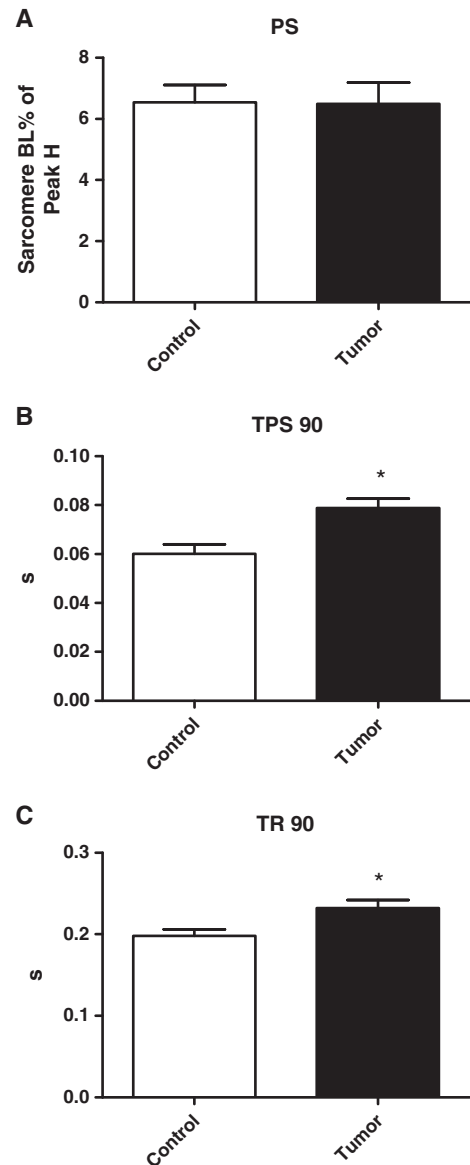 A
PS
Sarcomere BL% of
Peak H
8
6
4
2
0
Control
Tumor
B
TPS 90
*
s
0.10
0.08
0.06
0.04
0.02
0.00
Control
Tumor
C
TR 90
*
s
0.3
0.2
0.1
0.0
Control
Tumor